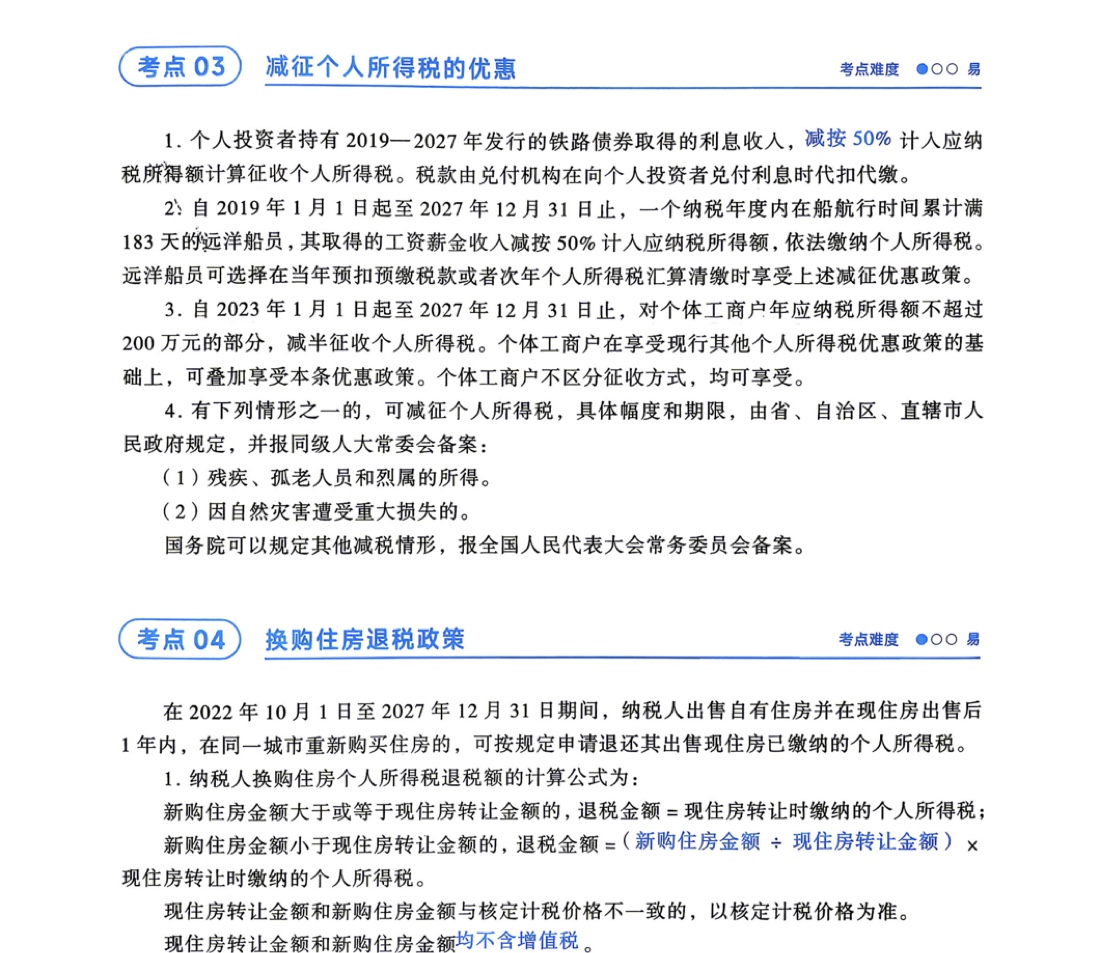 考点 03 减征个人所得税的优惠 考点难度 ●○○ 易
1. 个人投资者持有 2019—2027 年发行的铁路债券取得的利息收入，减按 50% 计入应纳
税所得额计算征收个人所得税。税款由兑付机构在向个人投资者兑付利息时代扣代缴。
2. 自 2019 年 1 月 1 日起至 2027 年 12 月 31 日止，一个纳税年度内在船航行时间累计满
183 天的远洋船员，其取得的工资薪金收入减按 50% 计入应纳税所得额，依法缴纳个人所得税。
远洋船员可选择在当年预扣预缴税款或者次年个人所得税汇算清缴时享受上述减征优惠政策。
3. 自 2023 年 1 月 1 日起至 2027 年 12 月 31 日止，对个体工商户年应纳税所得额不超过
200 万元的部分，减半征收个人所得税。个体工商户在享受现行其他个人所得税优惠政策的基
础上，可叠加享受本条优惠政策。个体工商户不区分征收方式，均可享受。
4. 有下列情形之一的，可减征个人所得税，具体幅度和期限，由省、自治区、直辖市人
民政府规定，并报同级人大常委会备案：
（1）残疾、孤老人员和烈属的所得。
（2）因自然灾害遭受重大损失的。
国务院可以规定其他减税情形，报全国人民代表大会常务委员会备案。
考点 04 换购住房退税政策 考点难度 ●○○ 易
在 2022 年 10 月 1 日至 2027 年 12 月 31 日期间，纳税人出售自有住房并在现住房出售后
1 年内，在同一城市重新购买住房的，可按规定申请退还其出售现住房已缴纳的个人所得税。
1. 纳税人换购住房个人所得税退税额的计算公式为：
新购住房金额大于或等于现住房转让金额的，退税金额 = 现住房转让时缴纳的个人所得税；
新购住房金额小于现住房转让金额的，退税金额 =（新购住房金额 ÷ 现住房转让金额）×
现住房转让时缴纳的个人所得税。
现住房转让金额和新购住房金额与核定计税价格不一致的，以核定计税价格为准。
现住房转让金额和新购住房金额均不含增值税。